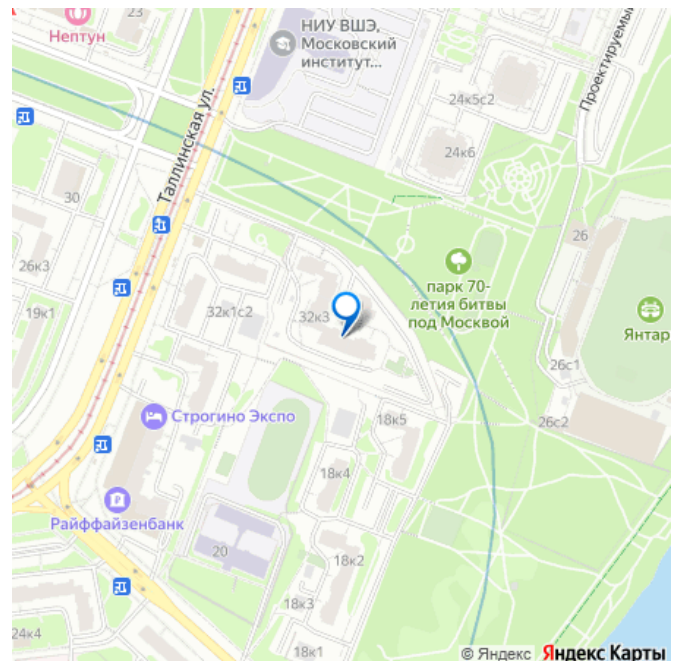 Нептун
23
НИУ ВШЭ,
Московский
институт...
24к5с2
Проектируемый
24к6
Таллинская ул.
30
26
26к3
парк 70-
летия битвы
под Москвой
32к1с2
32к3
19к1
Янтар
26с1
Строгино Экспо
18к5
26с2
18к4
Райффайзенбанк
20
18к2
18к3
24к4
18к1
© Яндекс Яндекс Карты